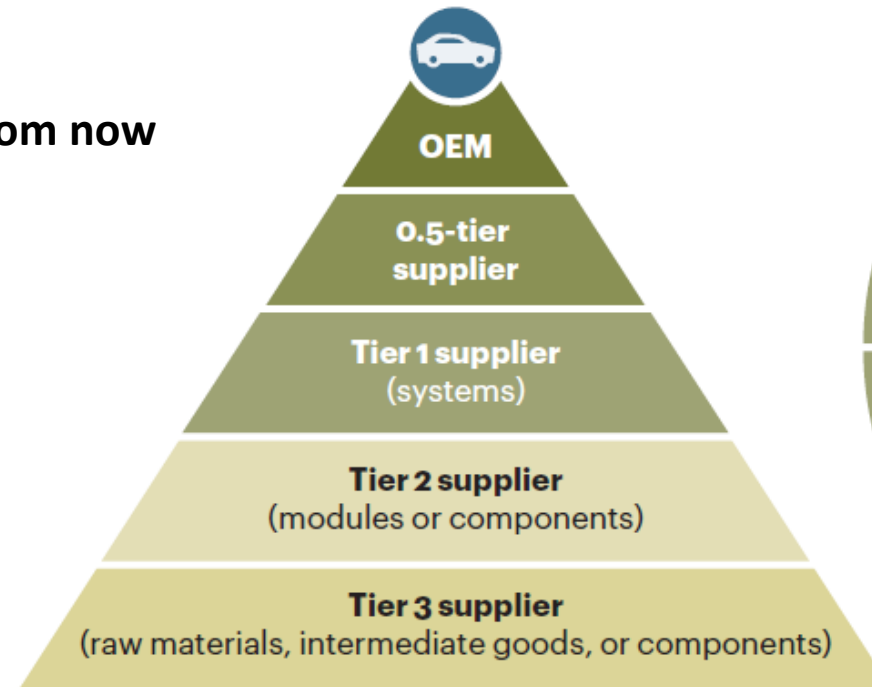 om now
OEM
0.5-tier
supplier
Tier 1 supplier
(systems)
Tier 2 supplier
(modules or components)
Tier 3 supplier
(raw materials, intermediate goods, or components)